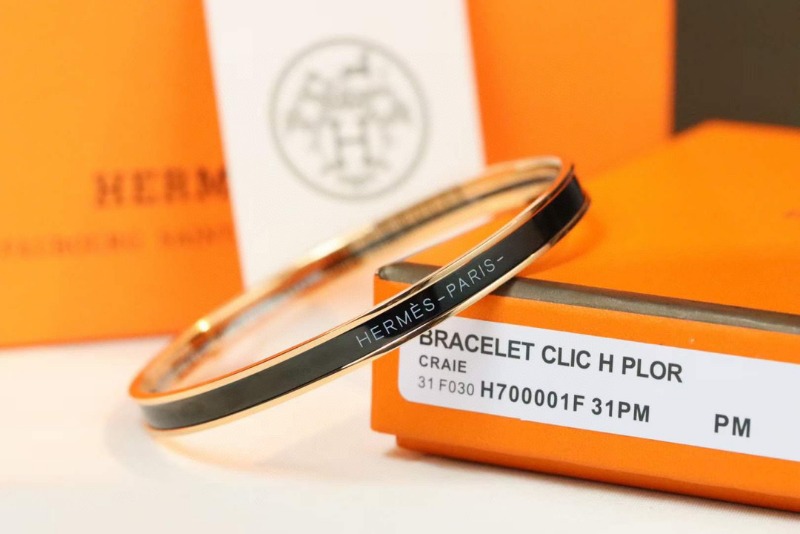 HERM
HERMÈS-PARIS-
BRACELET CLIC H PLOR
CRAIE
31 F030 H700001F 31PM PM
H